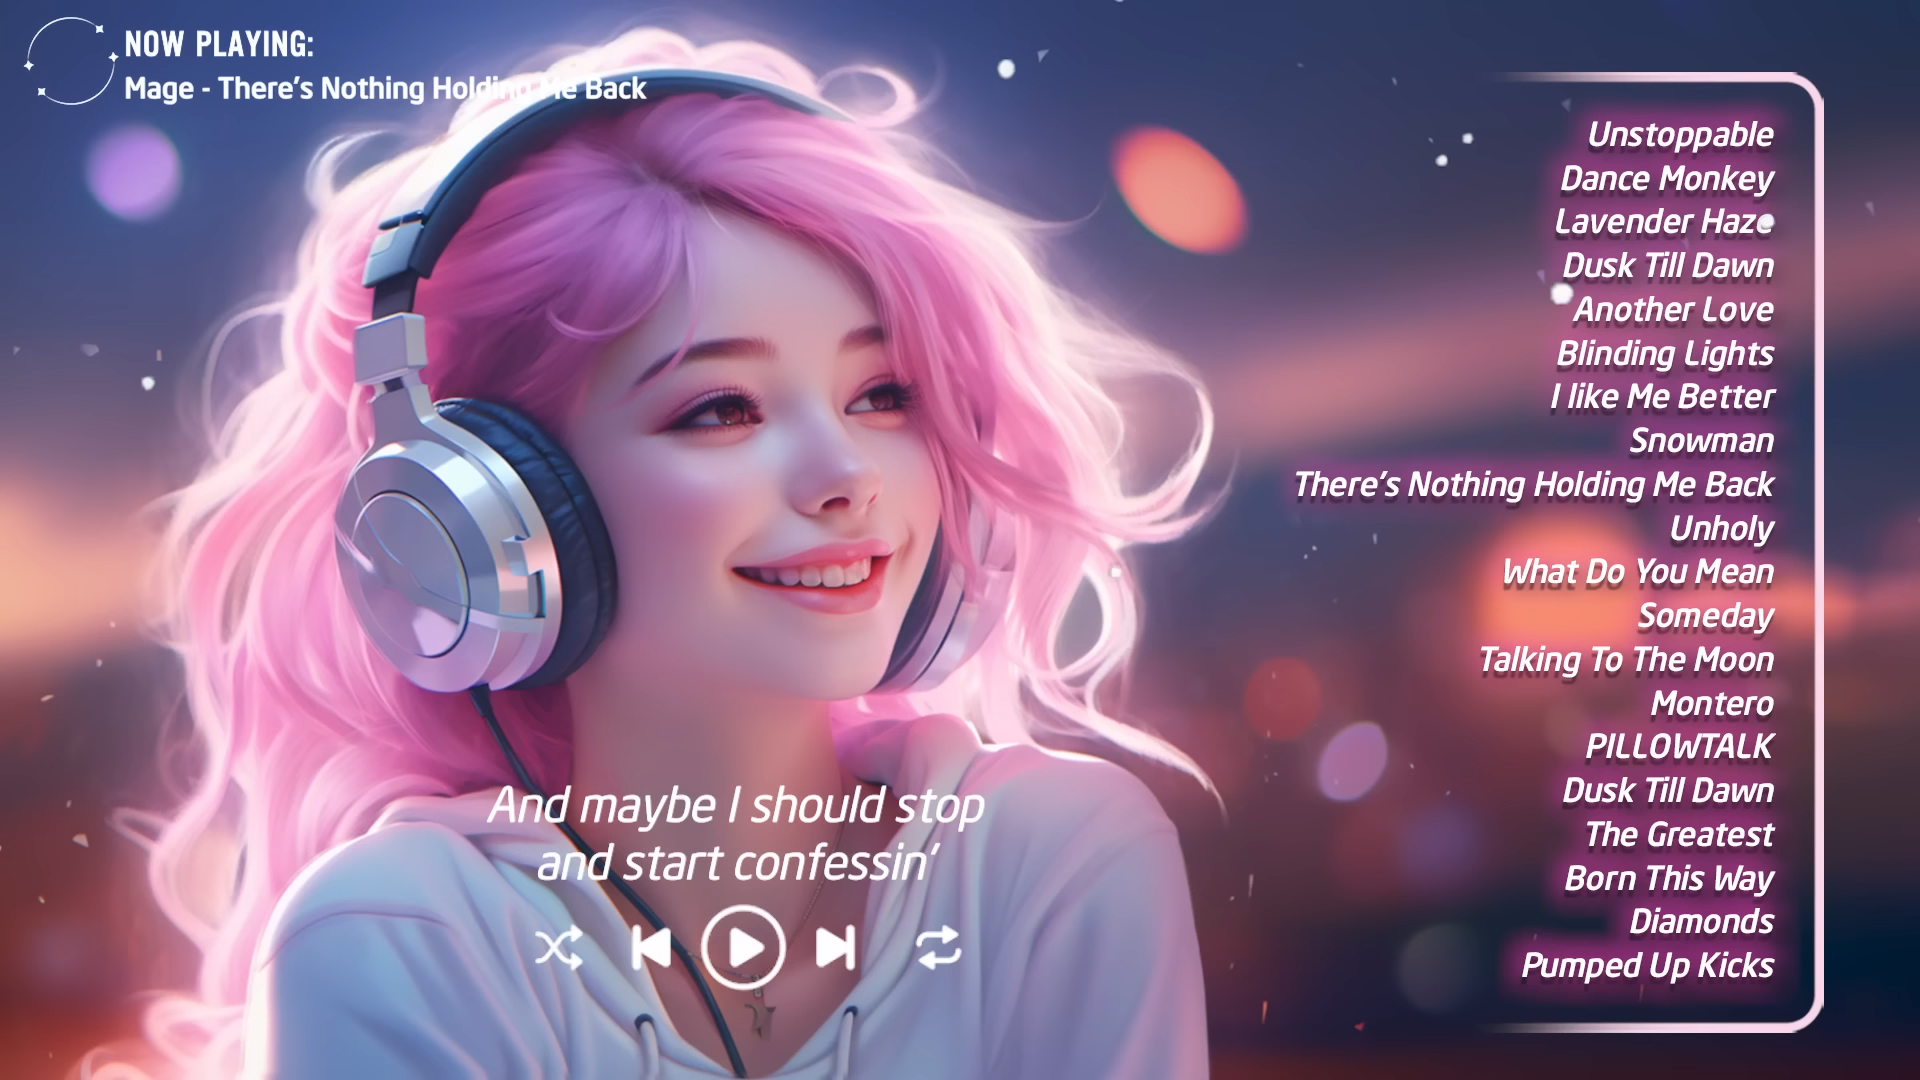 NOW PLAYING:
Mage - There's Nothing Holding Me Back
Unstoppable
Dance Monkey
Lavender Haze
Dusk Till Dawn
Another Love
Blinding Lights
I like Me Better
Snowman
There's Nothing Holding Me Back
Unholy
What Do You Mean
Someday
Talking To The Moon
Montero
PILLOWTALK
Dusk Till Dawn
The Greatest
Born This Way
Diamonds
Pumped Up Kicks
And maybe I should stop
and start confessin'